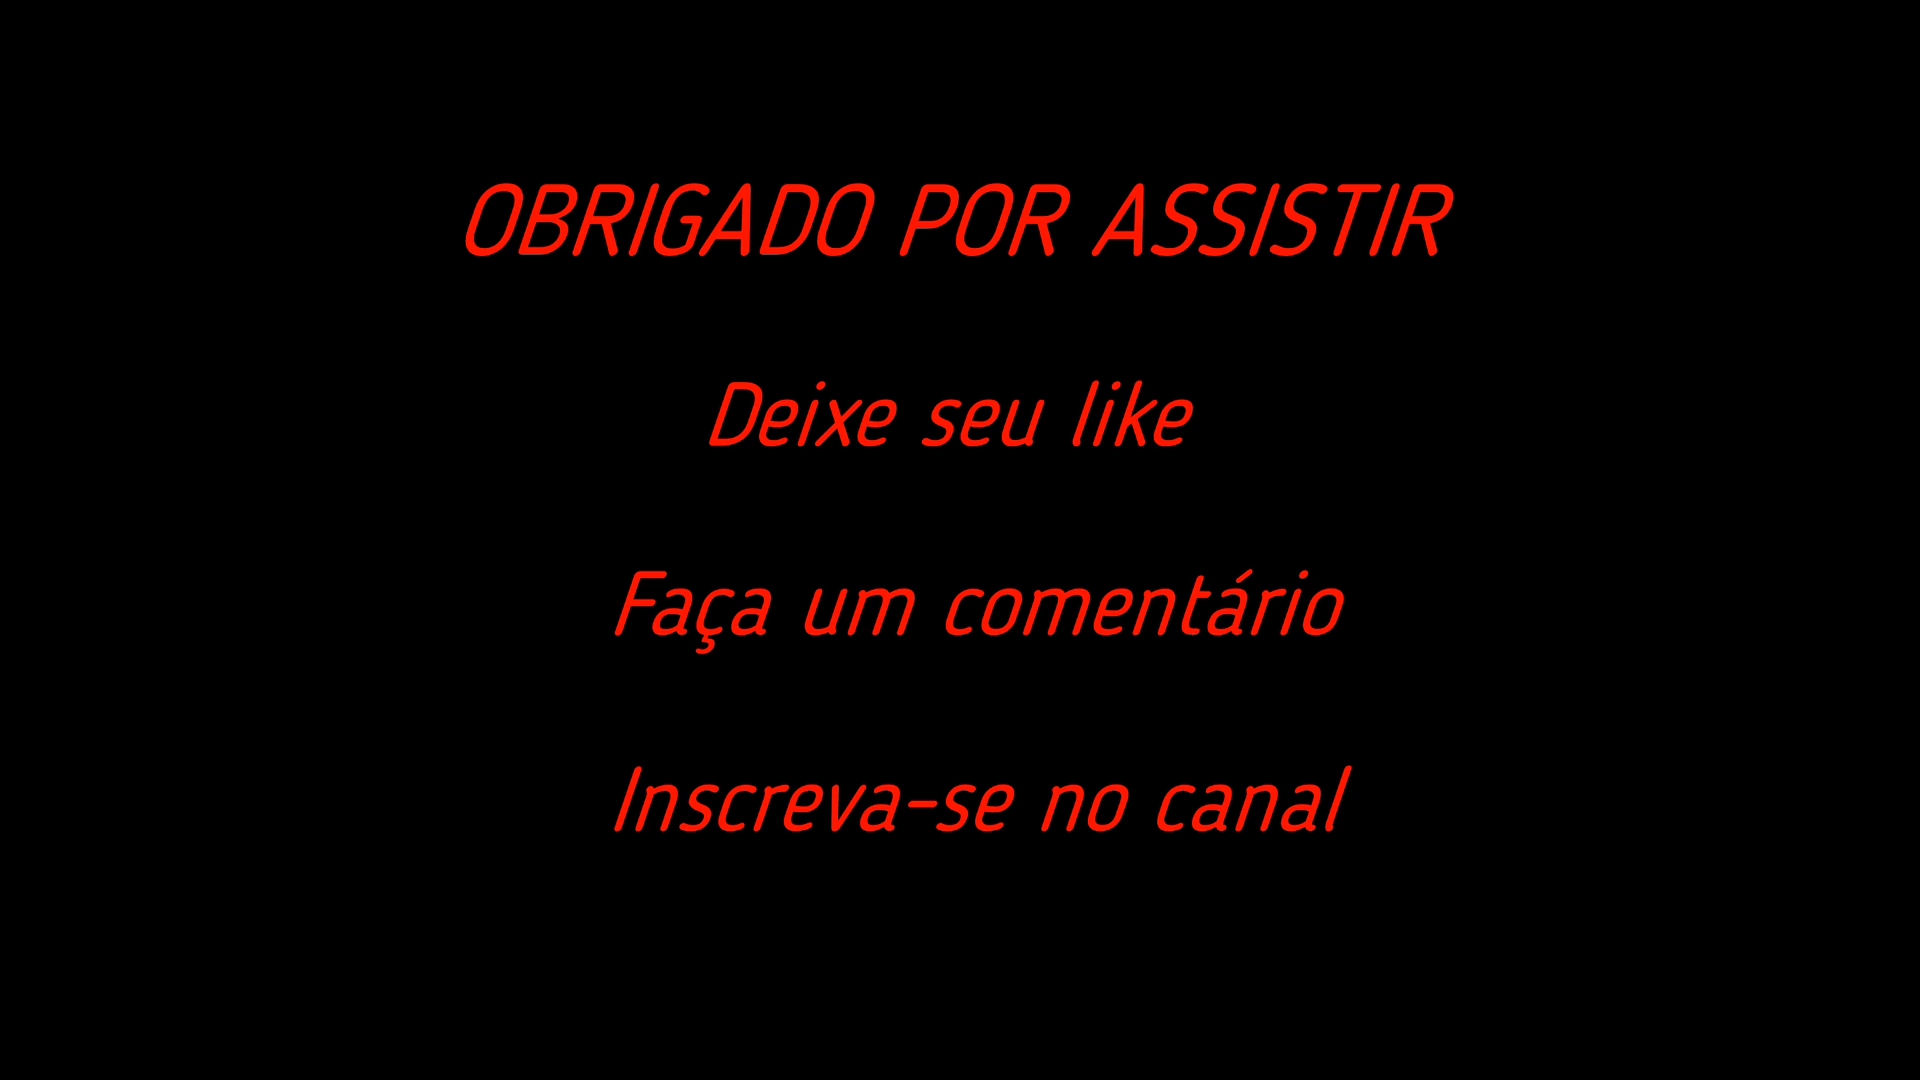 OBRIGADO POR ASSISTIR
Deixe seu like
Faça um comentário
Inscreva-se no canal